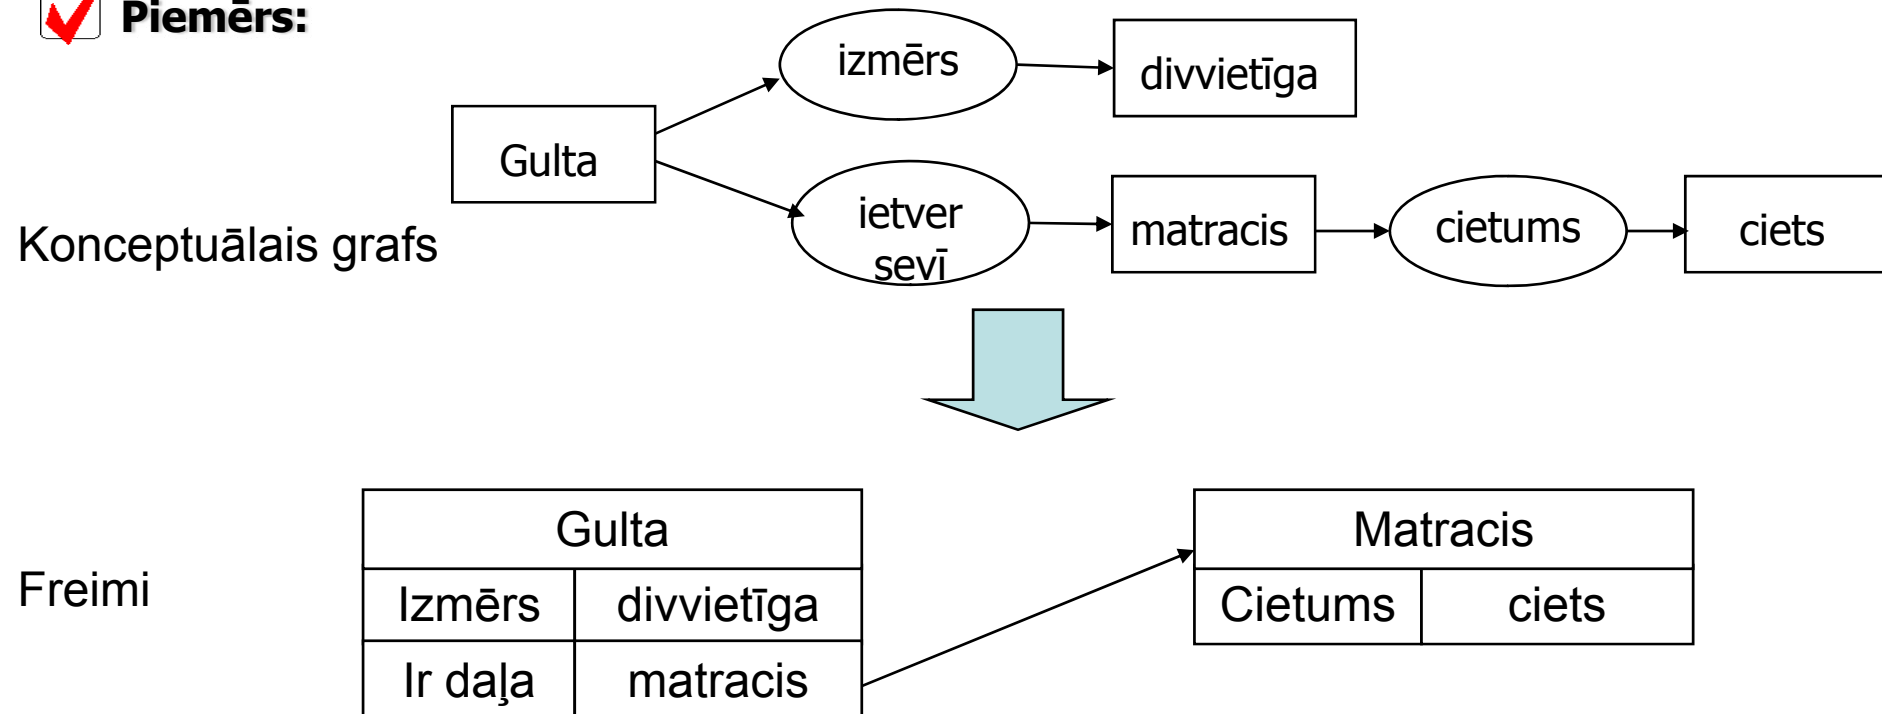 Piemērs:
izmērs
divvietīga
Gulta
ietver
sevī
matracis
cietums
ciets
Konceptuālais grafs
Gulta
Matracis
Freimi
Izmērs divvietīga
Cietums ciets
Ir daļa matracis